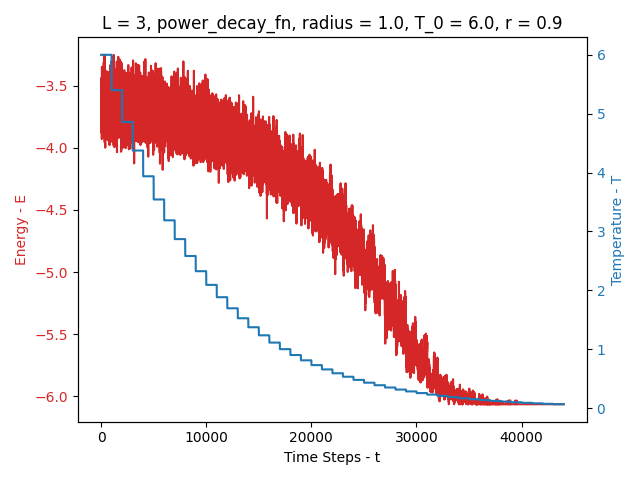 L = 3, power_decay_fn, radius = 1.0, T_0 = 6.0, r = 0.9
Energy - E
−3.5
−4.0
−4.5
−5.0
−5.5
−6.0
6
5
4
3
2
1
0
Temperature - T
0 10000 20000 30000 40000
Time Steps - t